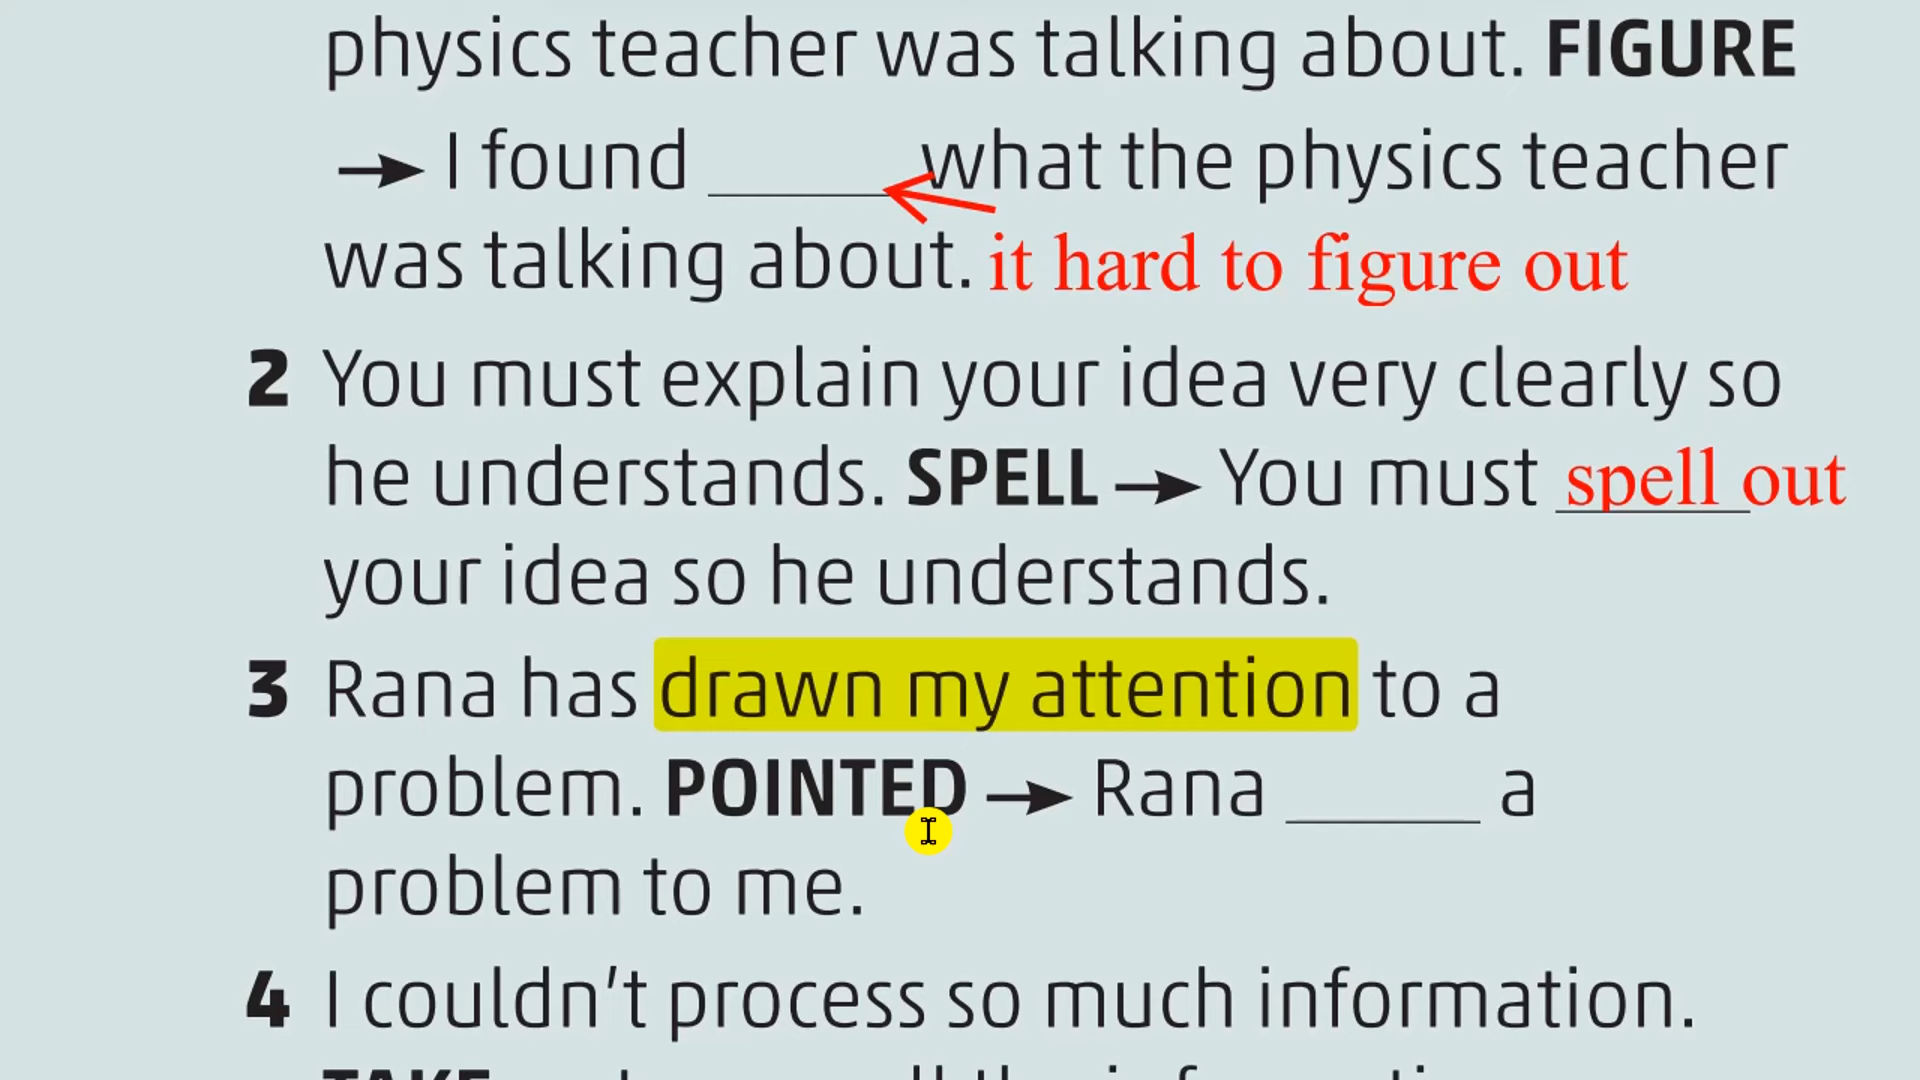 physics teacher was talking about. FIGURE
→ I found ______ what the physics teacher
was talking about. it hard to figure out
2 You must explain your idea very clearly so
he understands. SPELL → You must spell out
your idea so he understands.
3 Rana has drawn my attention to a
problem. POINTED → Rana ______ a
problem to me.
4 I couldn't process so much information.
TAKE